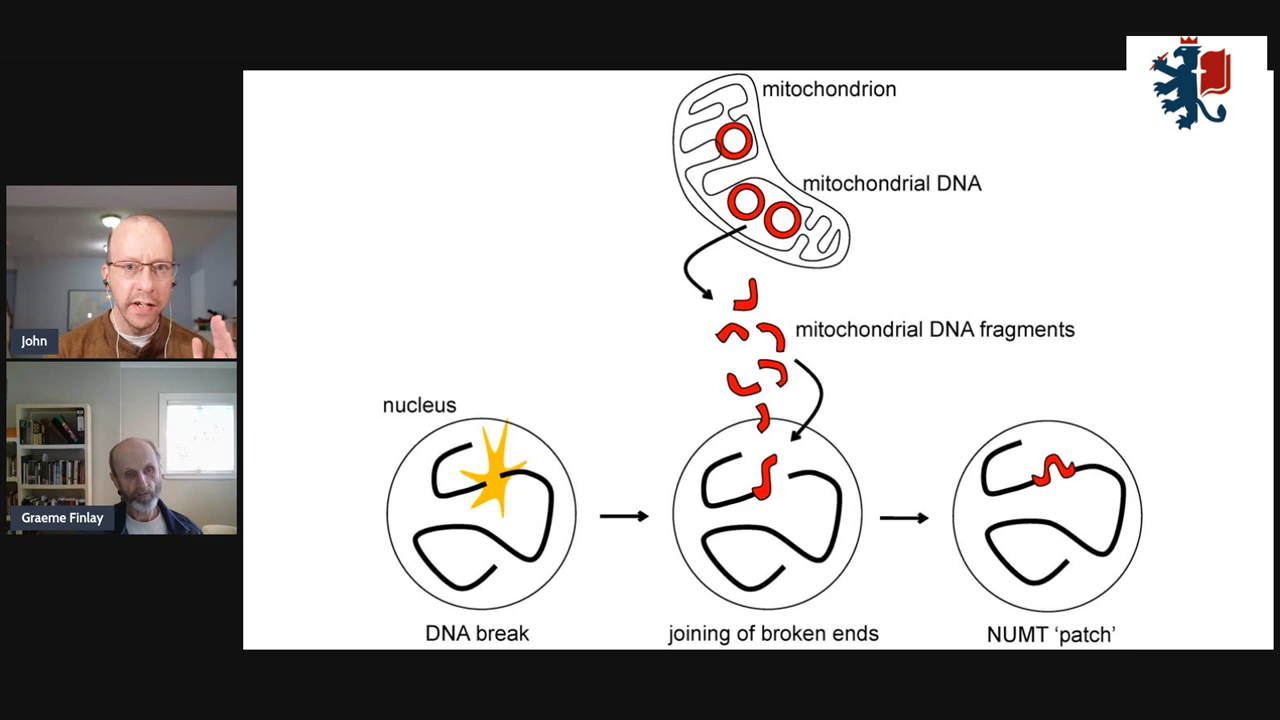 mitochondrion
mitochondrial DNA
mitochondrial DNA fragments
nucleus
DNA break
joining of broken ends
NUMT ‘patch’
John
Graeme Finlay